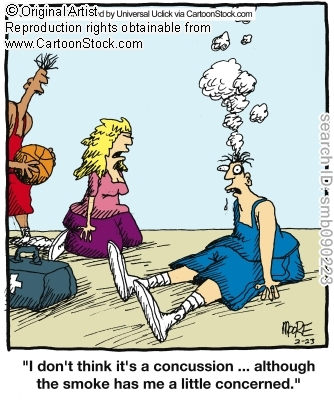 © Original Artist
Reproduction rights obtainable from
www.CartoonStock.com
d by Universal Uclick via CartoonStock.com
search ID: smbo90223
MOORE
2-23
"I don't think it's a concussion ... although
the smoke has me a little concerned."